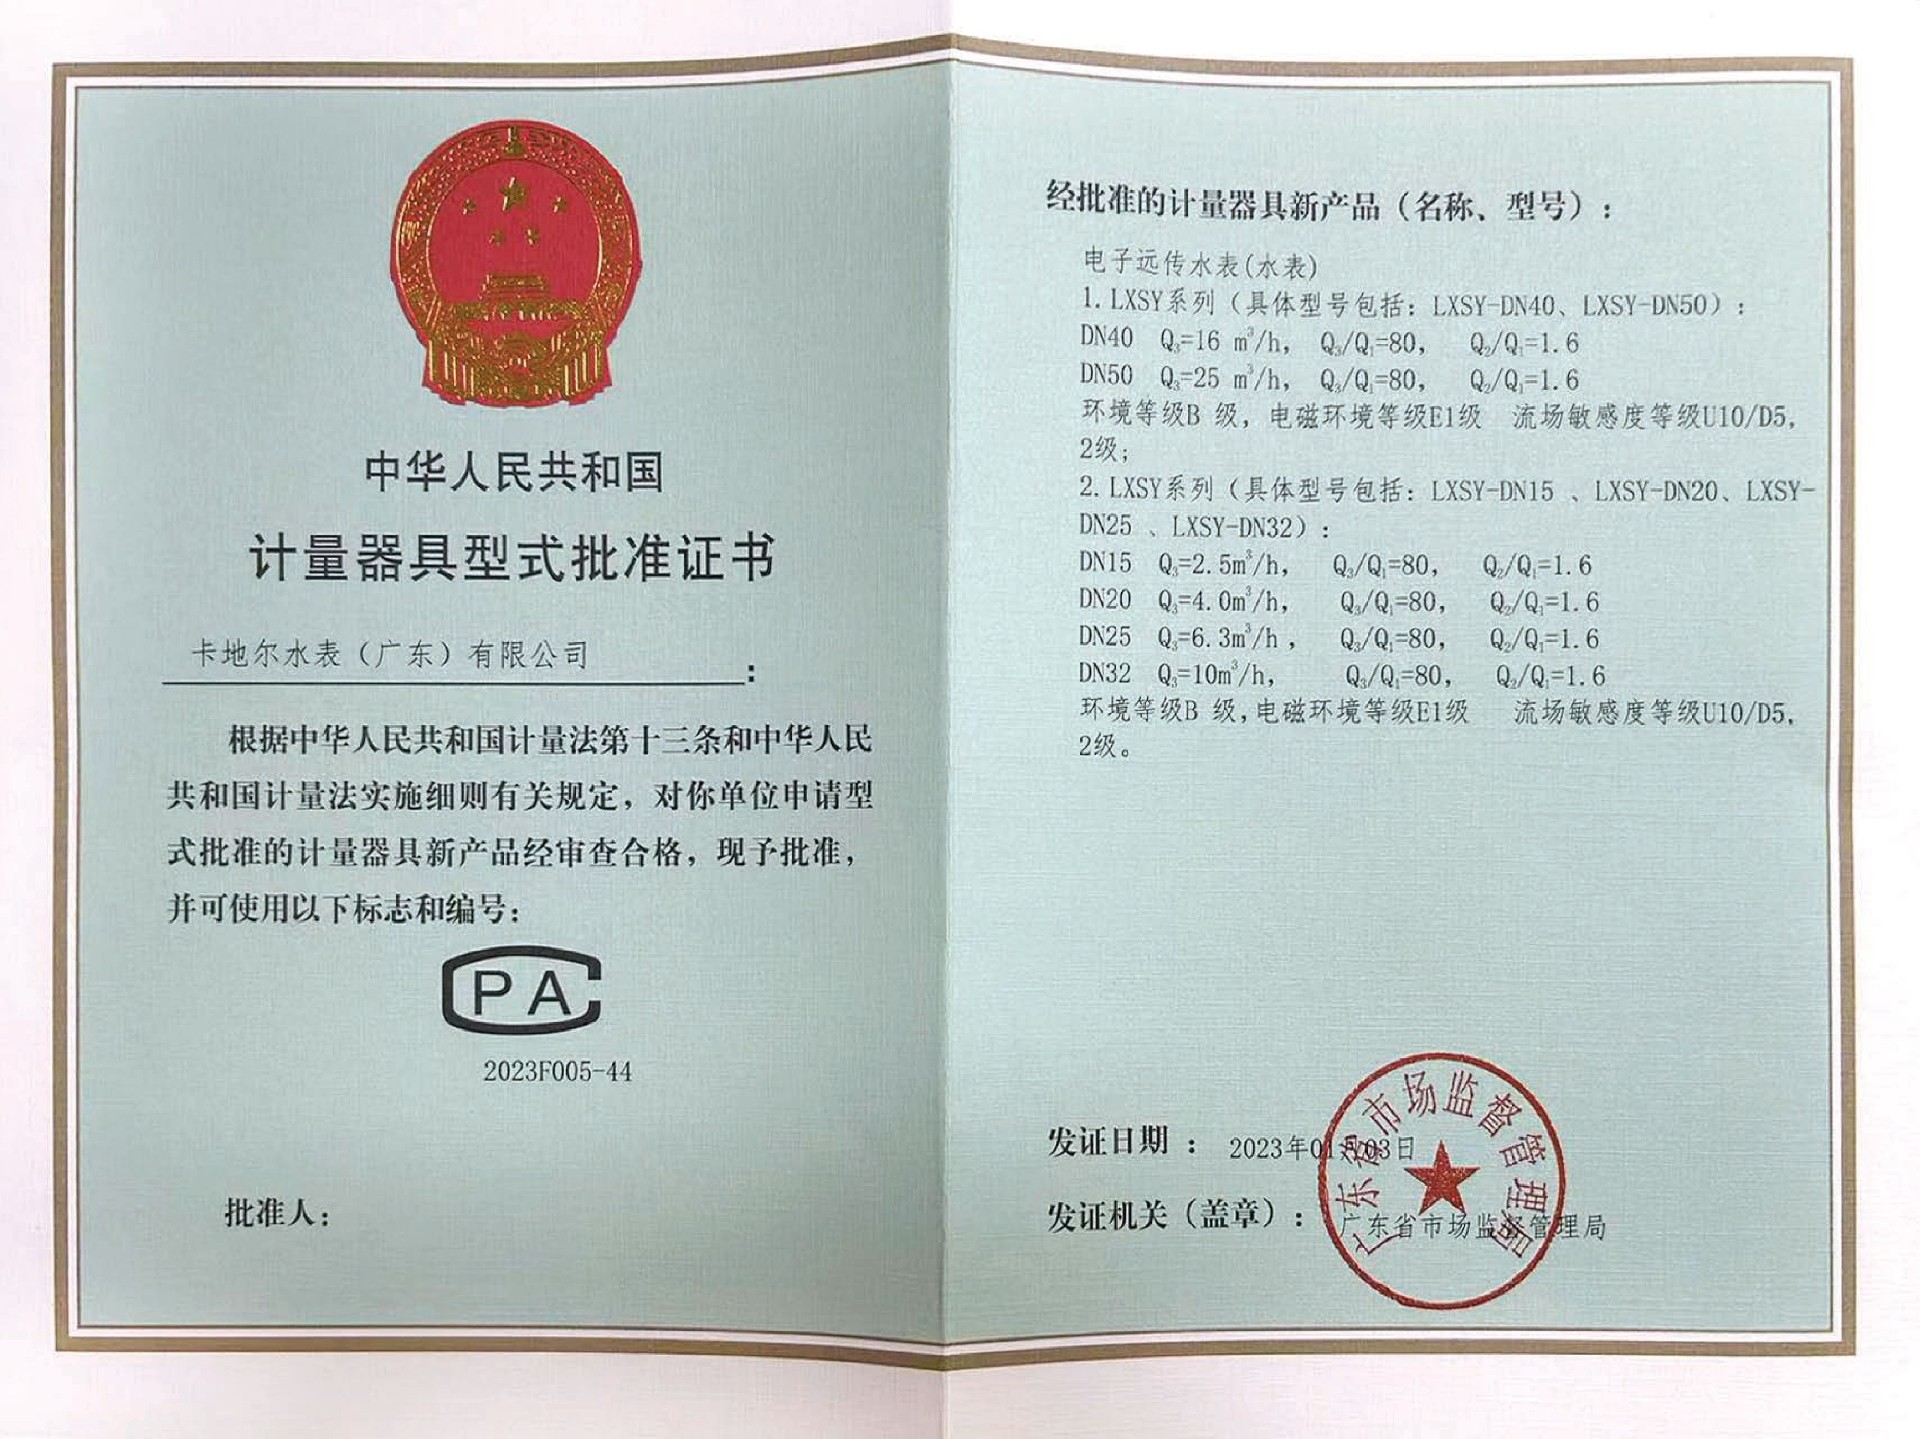 中华人民共和国
计量器具型式批准证书
卡地尔水表（广东）有限公司：
根据中华人民共和国计量法第十三条和中华人民
共和国计量法实施细则有关规定，对你单位申请型
式批准的计量器具新产品经审查合格，现予批准，
并可使用以下标志和编号：
CPA
2023F005-44
批准人：
经批准的计量器具新产品（名称、型号）：
电子远传水表(水表)
1. LXSY系列（具体型号包括：LXSY-DN40、LXSY-DN50）：
DN40 Q₃=16 m³/h， Q₃/Q₁=80， Q₂/Q₁=1.6
DN50 Q₃=25 m³/h， Q₃/Q₁=80， Q₂/Q₁=1.6
环境等级B 级，电磁环境等级E1级 流场敏感度等级U10/D5，
2级；
2. LXSY系列（具体型号包括：LXSY-DN15 、LXSY-DN20、LXSY-
DN25 、LXSY-DN32）：
DN15 Q₃=2.5m³/h， Q₃/Q₁=80， Q₂/Q₁=1.6
DN20 Q₃=4.0m³/h， Q₃/Q₁=80， Q₂/Q₁=1.6
DN25 Q₃=6.3m³/h， Q₃/Q₁=80， Q₂/Q₁=1.6
DN32 Q₃=10m³/h， Q₃/Q₁=80， Q₂/Q₁=1.6
环境等级B 级，电磁环境等级E1级 流场敏感度等级U10/D5，
2级。
发证日期 ： 2023年01月03日
发证机关（盖章）： 广东省市场监督管理局
广东省市场监督管理局